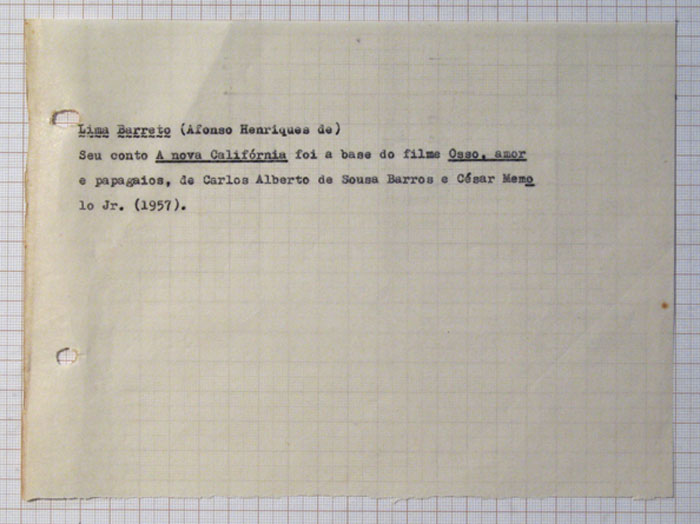 Lima Barreto (Afonso Henriques de)
Seu conto A nova Califórnia foi a base do filme Osso, amor
e papagaios, de Carlos Alberto de Sousa Barros e César Memo
lo Jr. (1957).